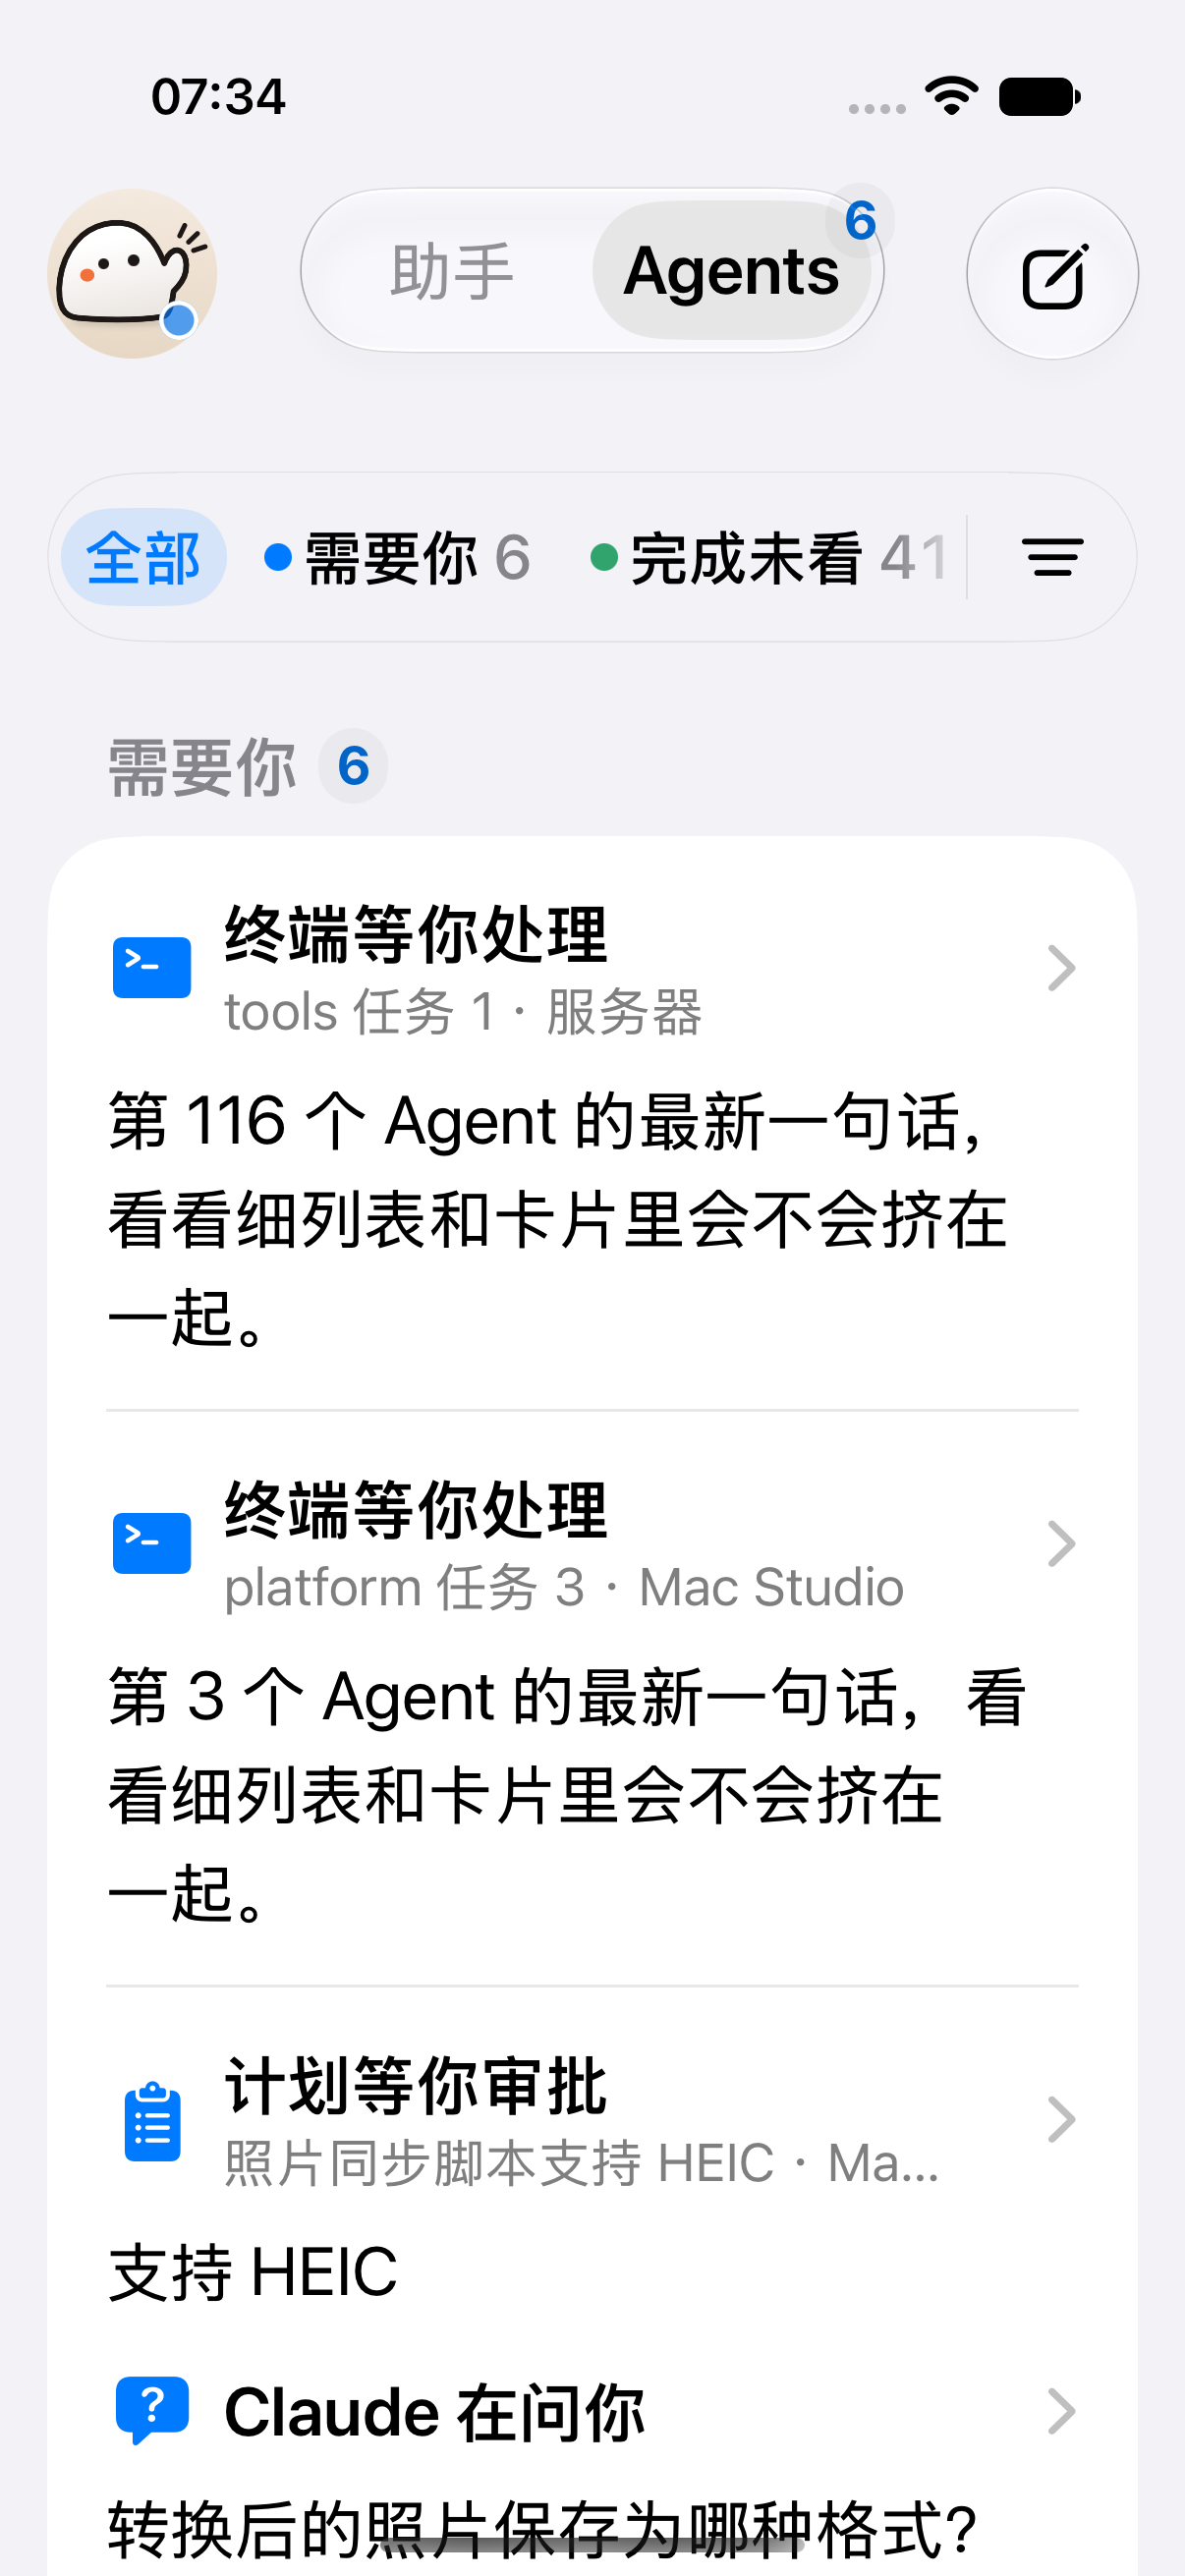 07:34
助手
Agents
6
全部
需要你 6
完成未看 41
需要你 6
终端等你处理
tools 任务 1 · 服务器
第 116 个 Agent 的最新一句话，
看看细列表和卡片里会不会挤在
一起。
终端等你处理
platform 任务 3 · Mac Studio
第 3 个 Agent 的最新一句话，看
看细列表和卡片里会不会挤在
一起。
计划等你审批
照片同步脚本支持 HEIC · Ma...
支持 HEIC
Claude 在问你
转换后的照片保存为哪种格式？